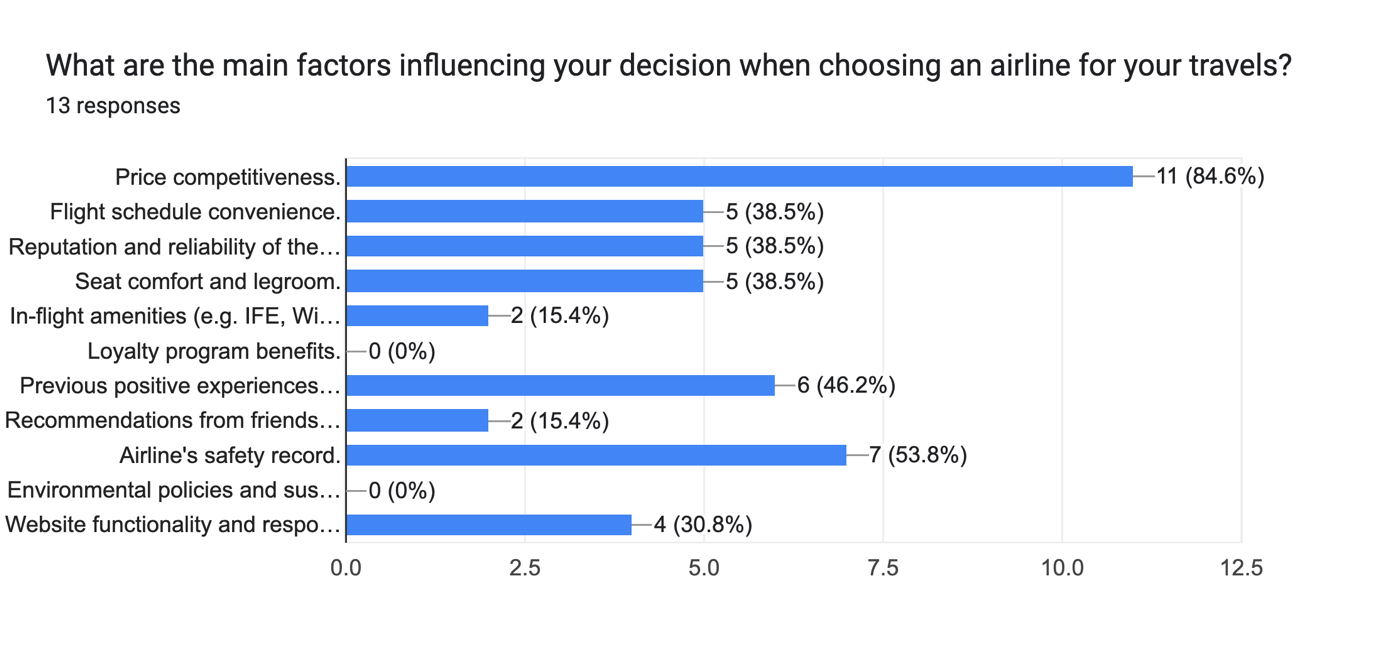 What are the main factors influencing your decision when choosing an airline for your travels?
13 responses
Price competitiveness. 11 (84.6%)
Flight schedule convenience. 5 (38.5%)
Reputation and reliability of the… 5 (38.5%)
Seat comfort and legroom. 5 (38.5%)
In-flight amenities (e.g. IFE, Wi… 2 (15.4%)
Loyalty program benefits. 0 (0%)
Previous positive experiences… 6 (46.2%)
Recommendations from friends… 2 (15.4%)
Airline's safety record. 7 (53.8%)
Environmental policies and sus… 0 (0%)
Website functionality and respo… 4 (30.8%)
0.0 2.5 5.0 7.5 10.0 12.5